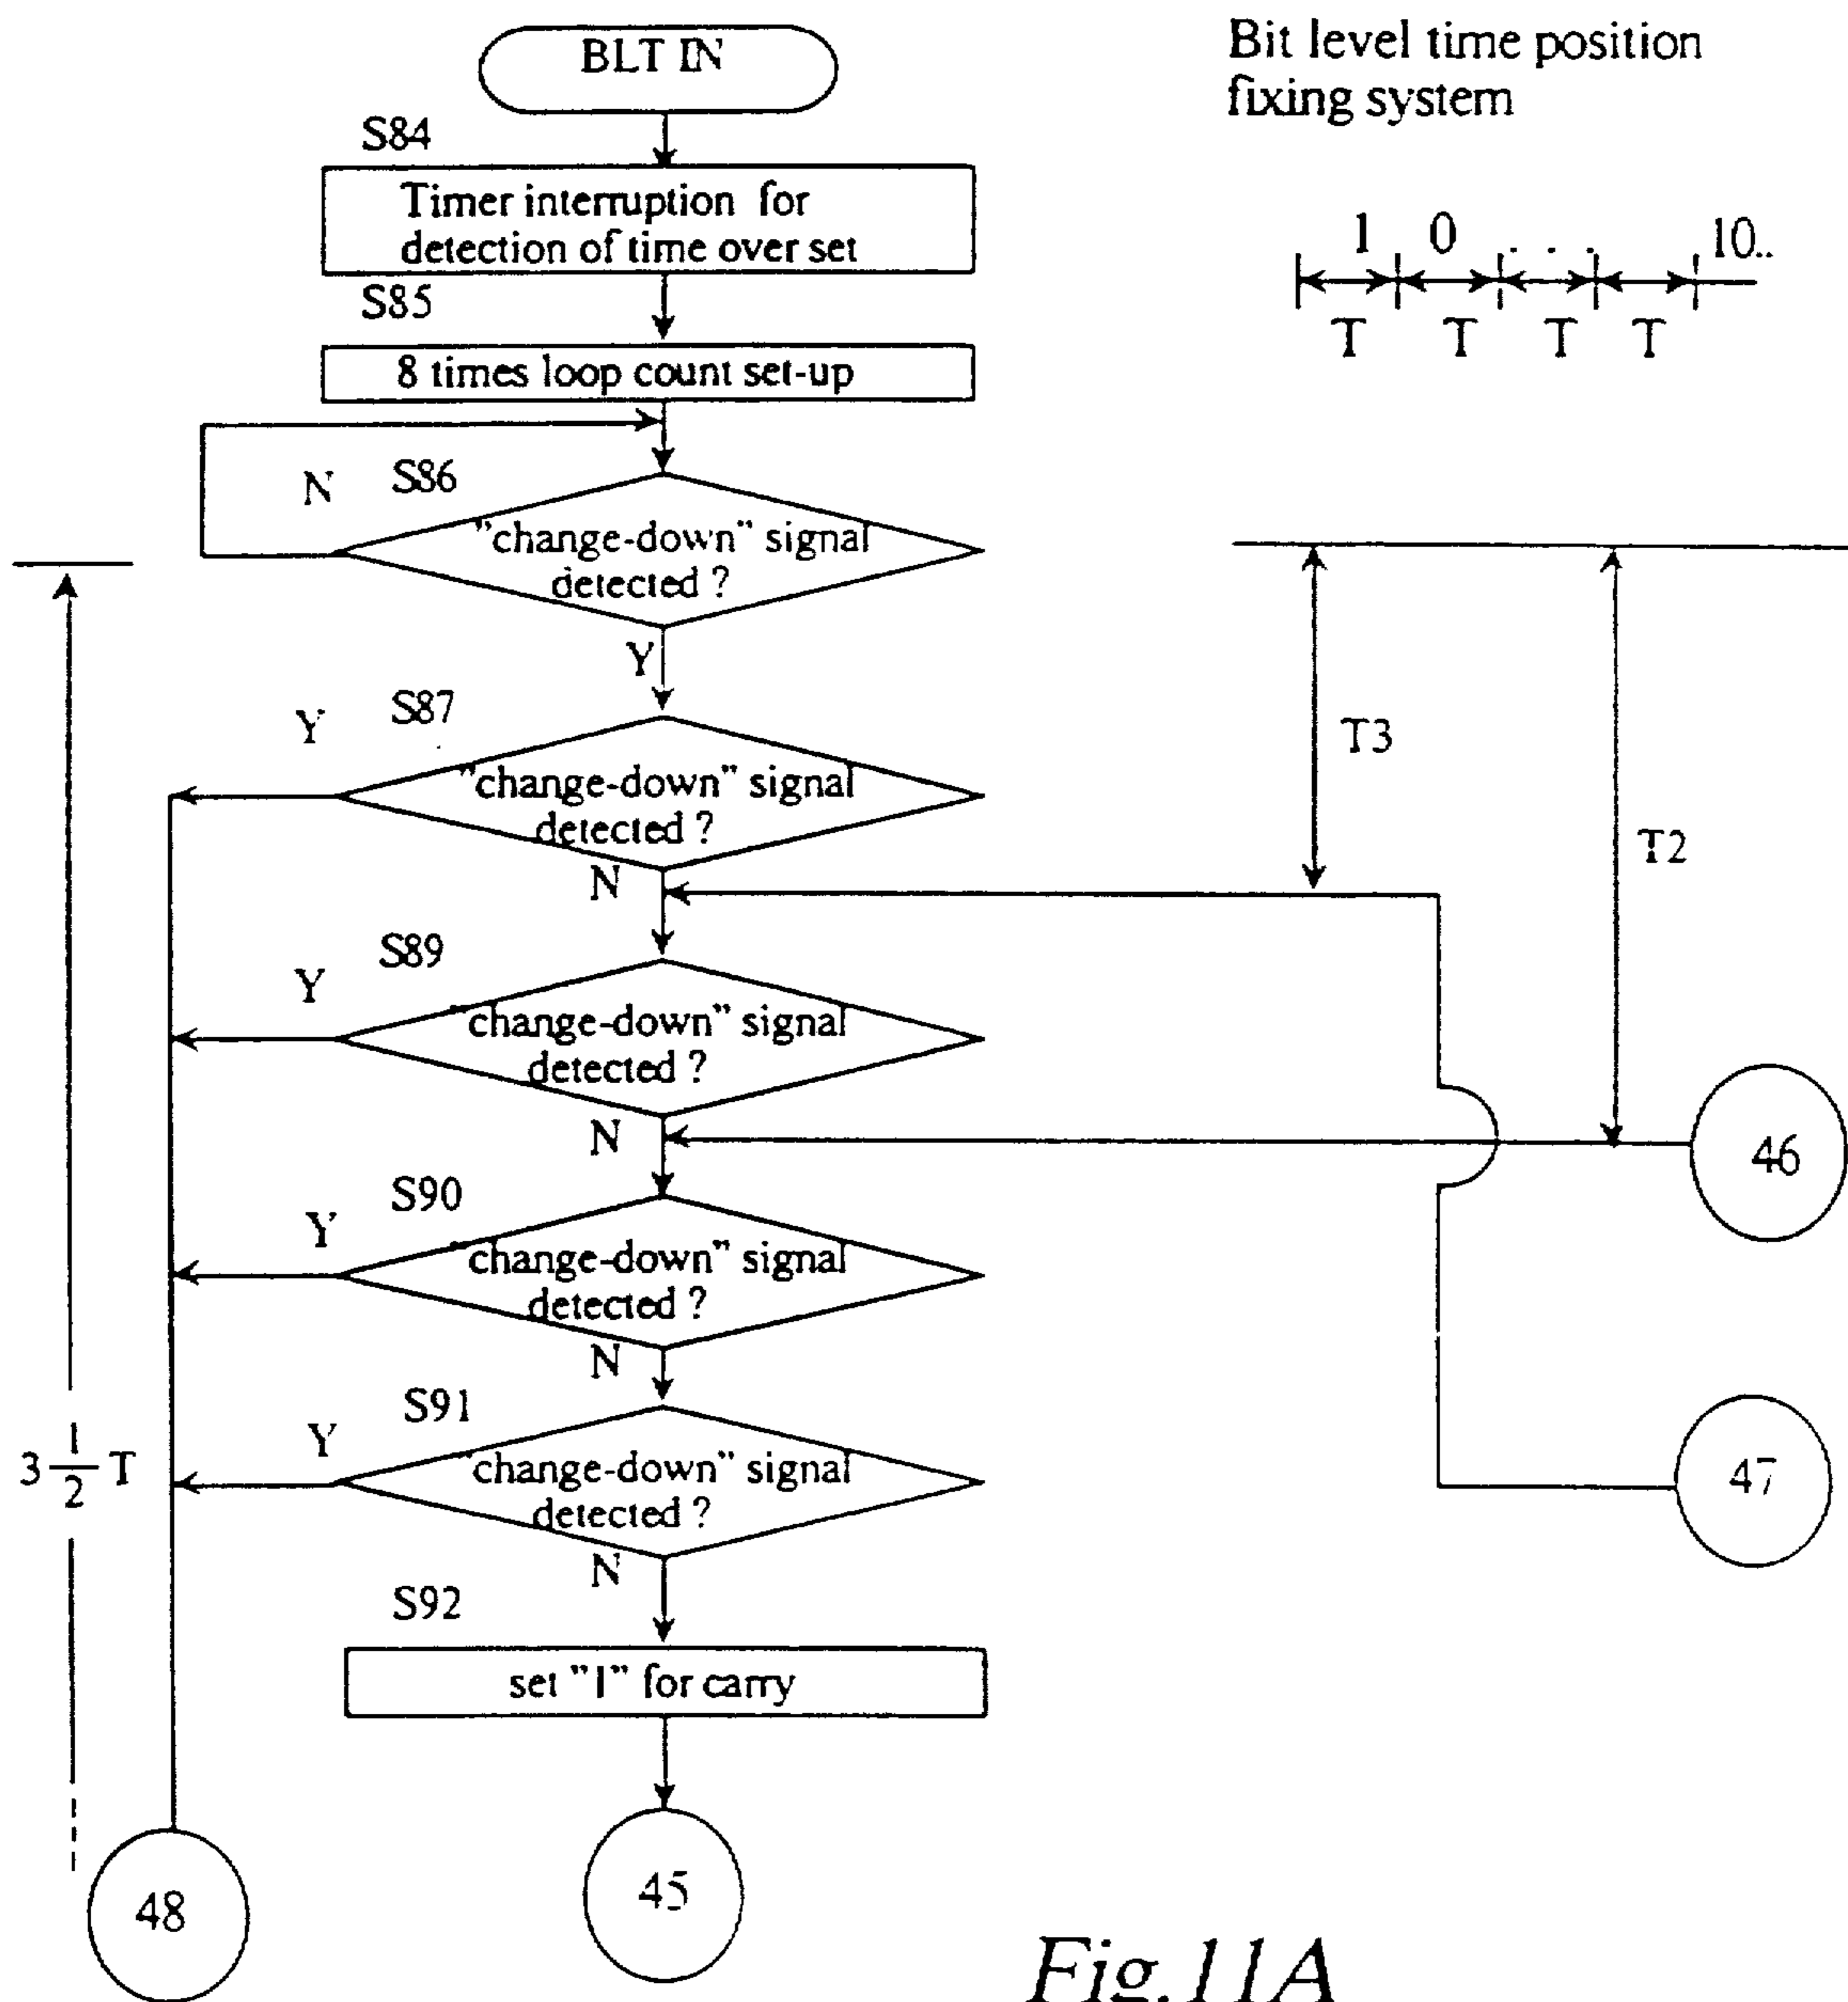 BLT IN
Bit level time position
fixing system
S84
Timer interruption for
detection of time over set
1 0 . . . 10..
T T T T
S85
8 times loop count set-up
N S86
"change-down" signal
detected ?
Y
S87
Y
"change-down" signal
detected ?
N
T3
T2
S89
Y
"change-down" signal
detected ?
N
46
S90
Y
"change-down" signal
detected ?
N
S91
Y
"change-down" signal
detected ?
N
3 1/2 T
47
S92
set "1" for carry
48
45
Fig.11A